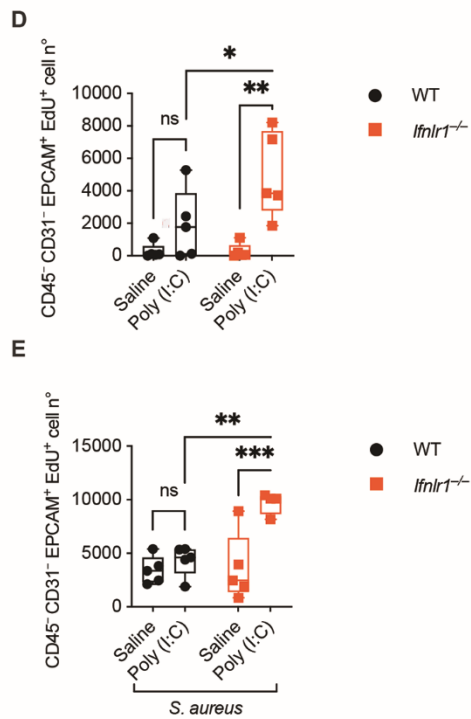 D
CD45⁻ CD31⁻ EPCAM⁺ EdU⁺ cell n°
10000
8000
6000
4000
2000
0
*
ns
**
Saline
Poly (I:C)
Saline
Poly (I:C)
WT
Ifnlr1⁻/⁻
E
CD45⁻ CD31⁻ EPCAM⁺ EdU⁺ cell n°
15000
10000
5000
0
**
ns
***
Saline
Poly (I:C)
Saline
Poly (I:C)
S. aureus
WT
Ifnlr1⁻/⁻